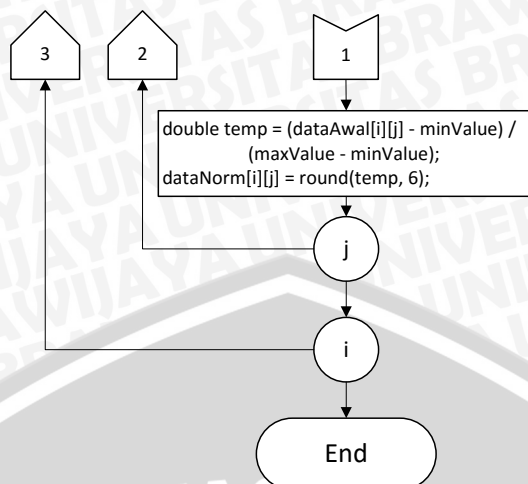 3
2
1
double temp = (dataAwal[i][j] - minValue) /
(maxValue - minValue);
dataNorm[i][j] = round(temp, 6);
j
i
End